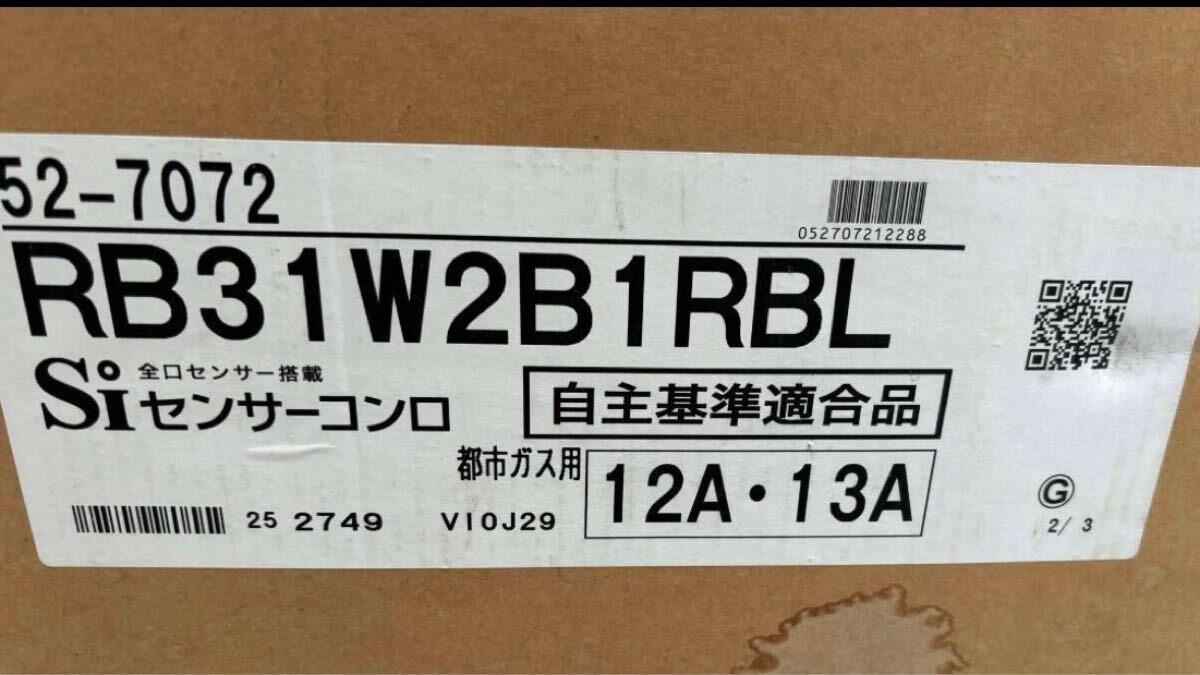 52-7072
052707212288
RB31W2B1RBL
Si 全口センサー搭載
センサーコンロ
自主基準適合品
都市ガス用 12A・13A
25 2749 VI0J29
G
2/ 3